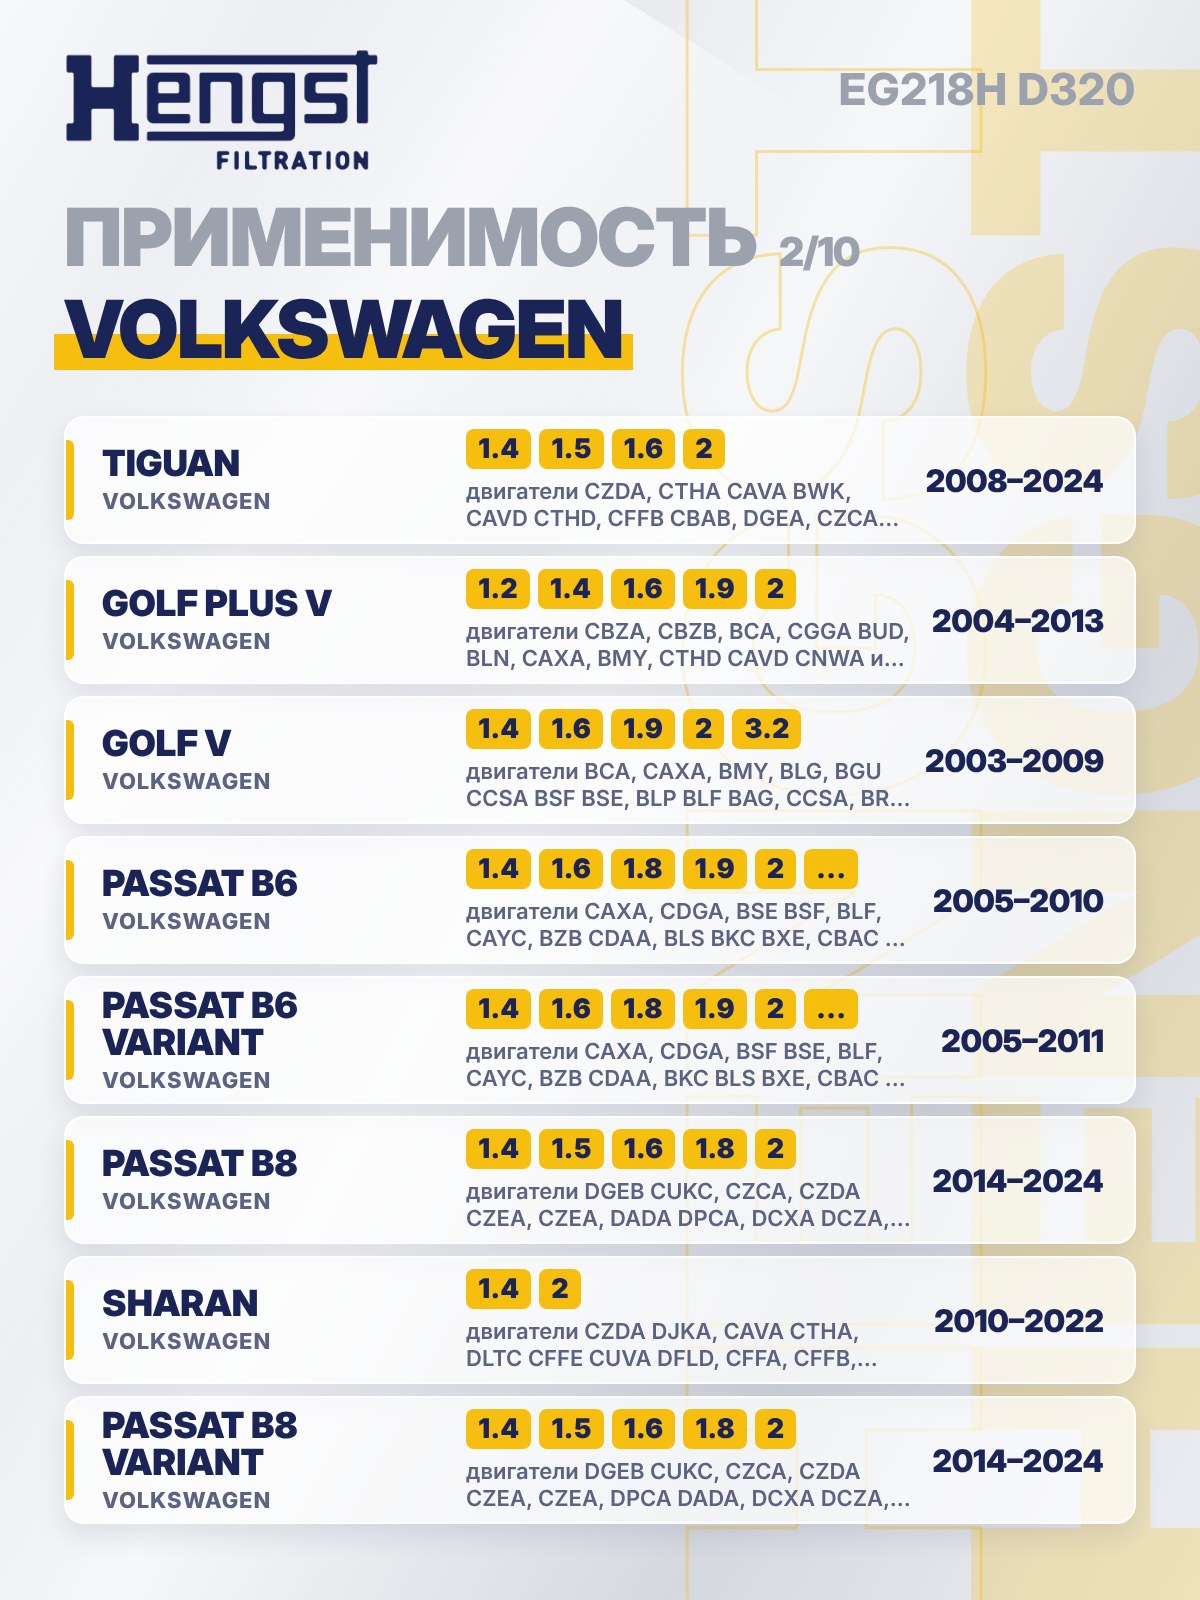 Hengst
FILTRATION
EG218H D320
ПРИМЕНИМОСТЬ 2/10
VOLKSWAGEN
TIGUAN
VOLKSWAGEN
1.4 1.5 1.6 2
двигатели CZDA, CTHA CAVA BWK,
CAVD CTHD, CFFB CBAB, DGEA, CZCA...
2008–2024
GOLF PLUS V
VOLKSWAGEN
1.2 1.4 1.6 1.9 2
двигатели CBZA, CBZB, BCA, CGGA BUD,
BLN, CAXA, BMY, CTHD CAVD CNWA и...
2004–2013
GOLF V
VOLKSWAGEN
1.4 1.6 1.9 2 3.2
двигатели BCA, CAXA, BMY, BLG, BGU
CCSA BSF BSE, BLP BLF BAG, CCSA, BR...
2003–2009
PASSAT B6
VOLKSWAGEN
1.4 1.6 1.8 1.9 2 ...
двигатели CAXA, CDGA, BSE BSF, BLF,
CAYC, BZB CDAA, BLS BKC BXE, CBAC ...
2005–2010
PASSAT B6
VARIANT
VOLKSWAGEN
1.4 1.6 1.8 1.9 2 ...
двигатели CAXA, CDGA, BSF BSE, BLF,
CAYC, BZB CDAA, BKC BLS BXE, CBAC ...
2005–2011
PASSAT B8
VOLKSWAGEN
1.4 1.5 1.6 1.8 2
двигатели DGEB CUKC, CZCA, CZDA
CZEA, CZEA, DADA DPCA, DCXA DCZA,...
2014–2024
SHARAN
VOLKSWAGEN
1.4 2
двигатели CZDA DJKA, CAVA CTHA,
DLTC CFFE CUVA DFLD, CFFA, CFFB,...
2010–2022
PASSAT B8
VARIANT
VOLKSWAGEN
1.4 1.5 1.6 1.8 2
двигатели DGEB CUKC, CZCA, CZDA
CZEA, CZEA, DPCA DADA, DCXA DCZA,...
2014–2024
HENGST
HENGST